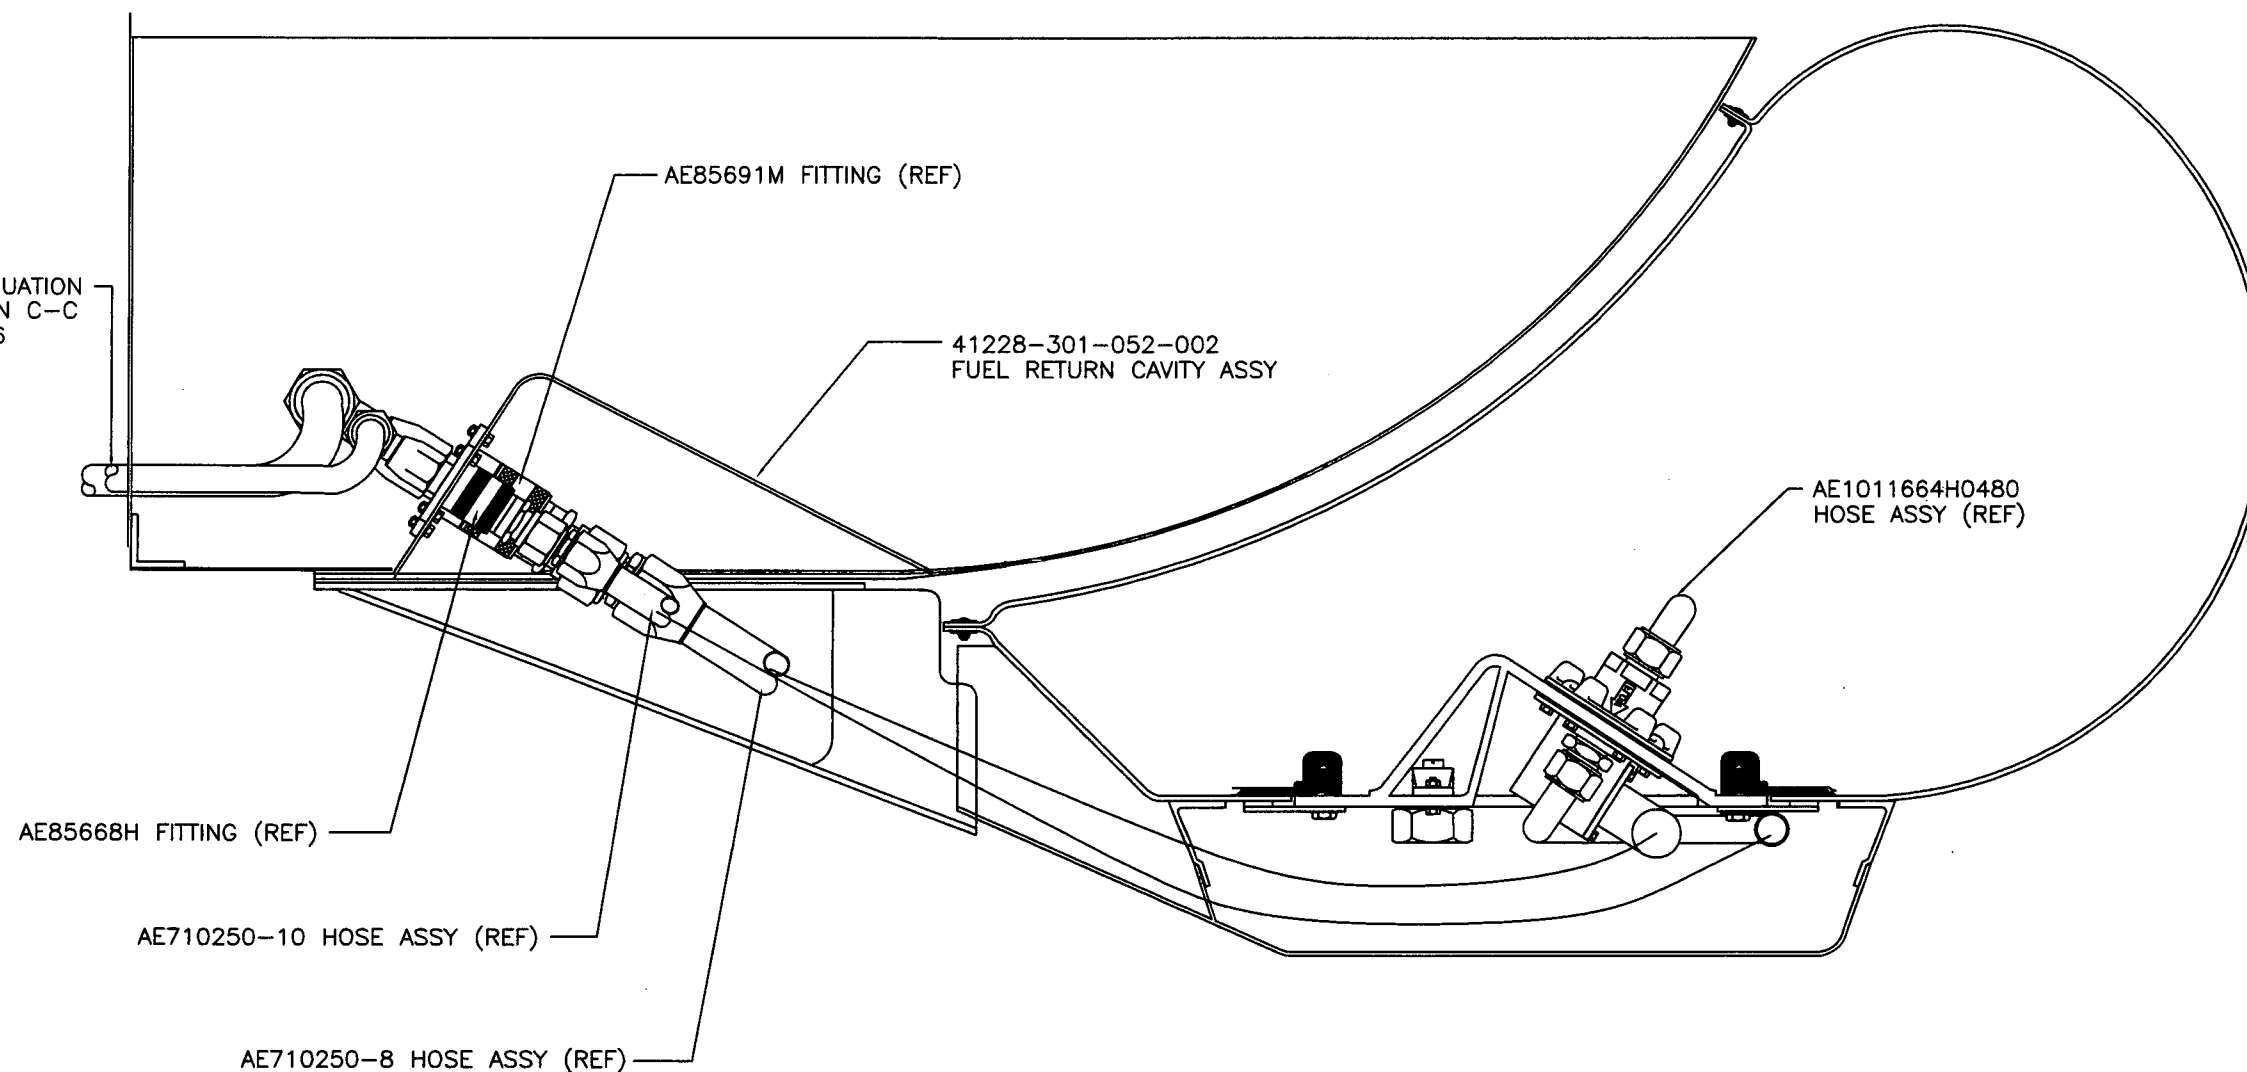 AE85691M FITTING (REF)
UATION
N C-C
41228-301-052-002
FUEL RETURN CAVITY ASSY
AE1011664H0480
HOSE ASSY (REF)
AE85668H FITTING (REF)
AE710250-10 HOSE ASSY (REF)
AE710250-8 HOSE ASSY (REF)